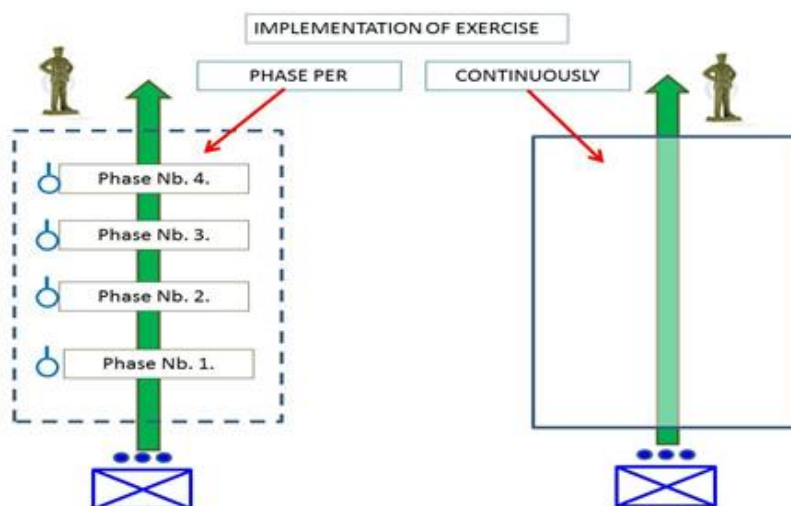 IMPLEMENTATION OF EXERCISE
PHASE PER
CONTINUOUSLY
Phase Nb. 4.
Phase Nb. 3.
Phase Nb. 2.
Phase Nb. 1.